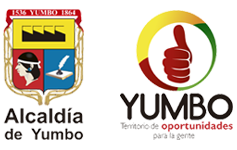 1536 YUMBO 1864
Alcaldía
de Yumbo
YUMBO
Territorio de oportunidades
para la gente